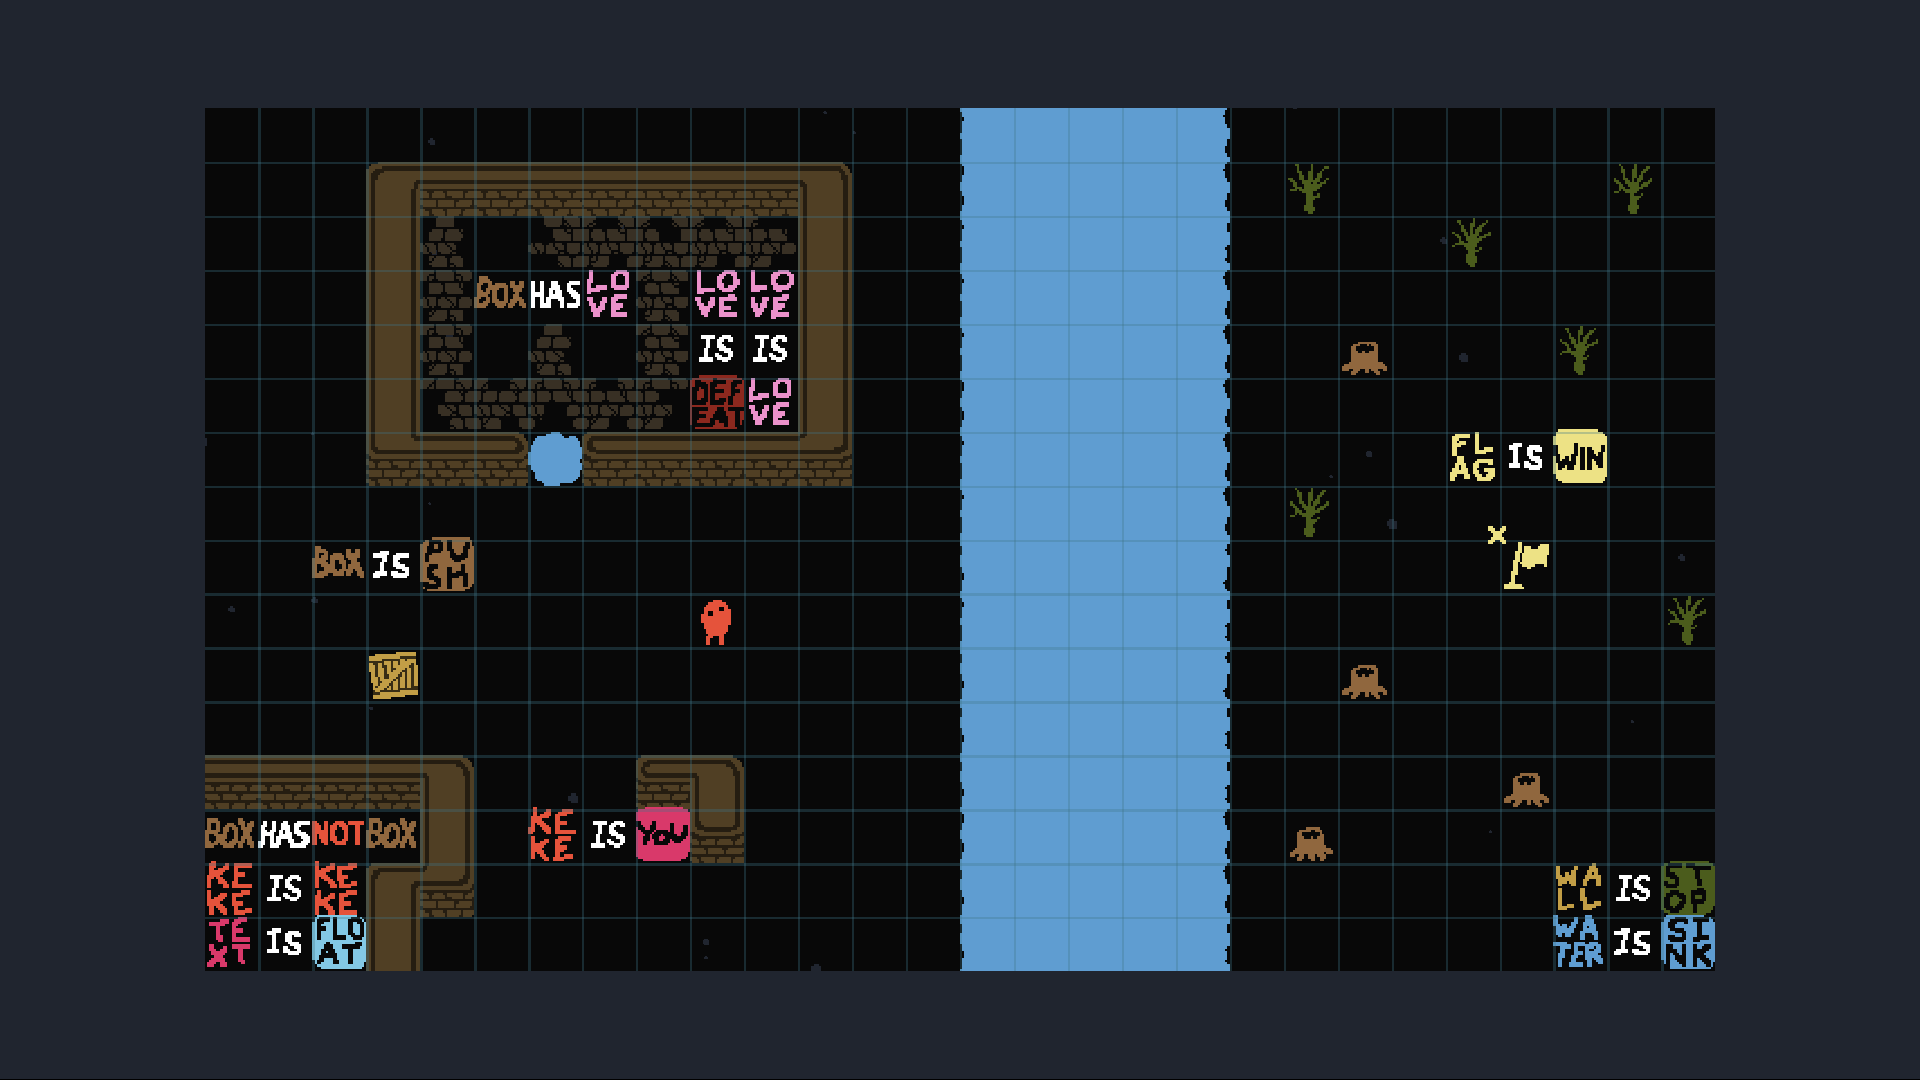 BOX HAS LOVE LOVE LOVE
IS IS
DEFEAT LOVE
FLAG IS WIN
BOX IS PUSH
BOX HAS NOT BOX KEKE IS YOU
KEKE IS KEKE WALL IS STOP
TEXT IS FLOAT WATER IS SINK